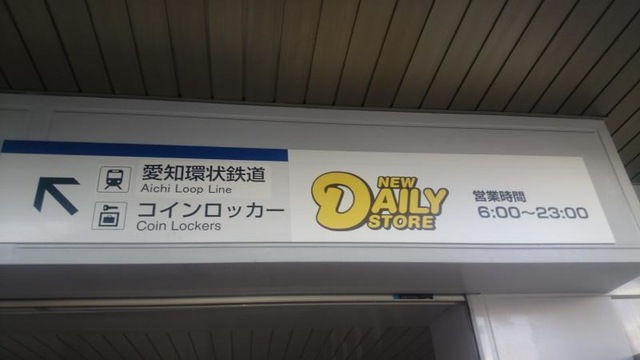 愛知環状鉄道
Aichi Loop Line
コインロッカー
Coin Lockers
NEW
DAILY
STORE
営業時間
6:00～23:00